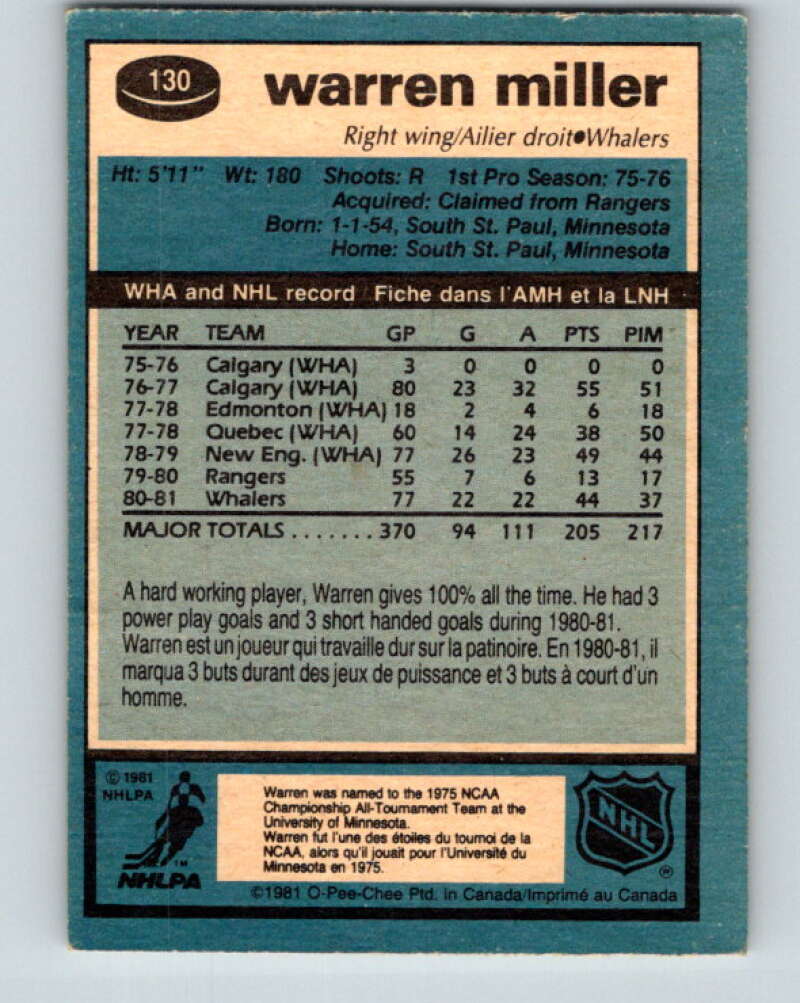 130
warren miller
Right wing/Ailier droit•Whalers
Ht: 5'11" Wt: 180 Shoots: R 1st Pro Season: 75-76
Acquired: Claimed from Rangers
Born: 1-1-54, South St. Paul, Minnesota
Home: South St. Paul, Minnesota
WHA and NHL record Fiche dans l'AMH et la LNH
YEAR TEAM GP G A PTS PIM
75-76 Calgary (WHA) 3 0 0 0 0
76-77 Calgary (WHA) 80 23 32 55 51
77-78 Edmonton (WHA) 18 2 4 6 18
77-78 Quebec (WHA) 60 14 24 38 50
78-79 New Eng. (WHA) 77 26 23 49 44
79-80 Rangers 55 7 6 13 17
80-81 Whalers 77 22 22 44 37
MAJOR TOTALS.......370 94 111 205 217
A hard working player, Warren gives 100% all the time. He had 3
power play goals and 3 short handed goals during 1980-81.
Warren est un joueur qui travaille dur sur la patinoire. En 1980-81, il
marqua 3 buts durant des jeux de puissance et 3 buts à court d'un
homme.
© 1981
NHLPA
TM
NHLPA
Warren was named to the 1975 NCAA
Championship All-Tournament Team at the
University of Minnesota.
Warren fut l'une des étoiles du tournoi de la
NCAA, alors qu'il jouait pour l'Université du
Minnesota en 1975.
NHL
©1981 O-Pee-Chee Ptd. in Canada/Imprimé au Canada